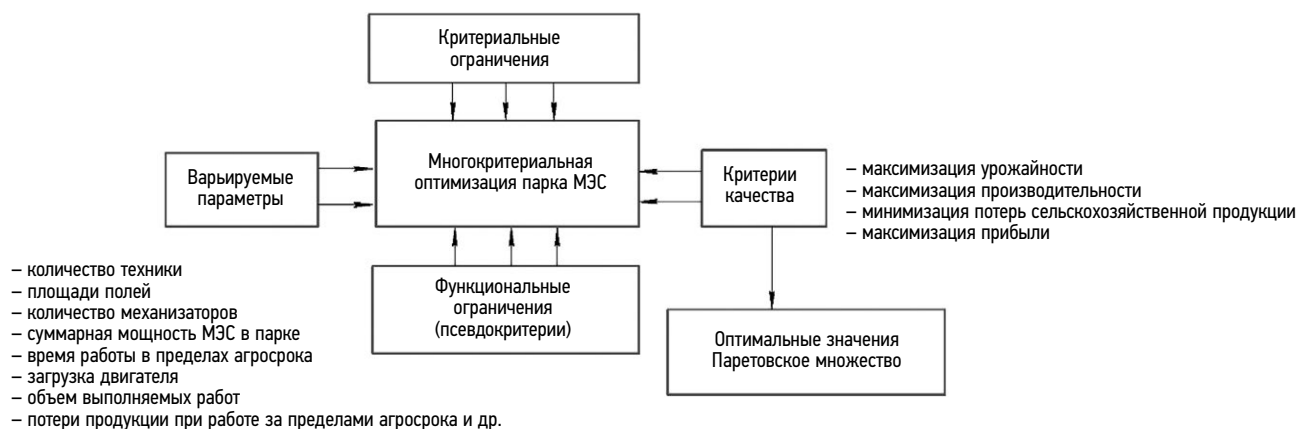 Критериальные
ограничения
Варьируемые
параметры
Многокритериальная
оптимизация парка МЭС
Критерии
качества
– максимизация урожайности
– максимизация производительности
– минимизация потерь сельскохозяйственной продукции
– максимизация прибыли
– количество техники
– площади полей
– количество механизаторов
– суммарная мощность МЭС в парке
– время работы в пределах агросрока
– загрузка двигателя
– объем выполняемых работ
– потери продукции при работе за пределами агросрока и др.
Функциональные
ограничения
(псевдокритерии)
Оптимальные значения
Паретовское множество